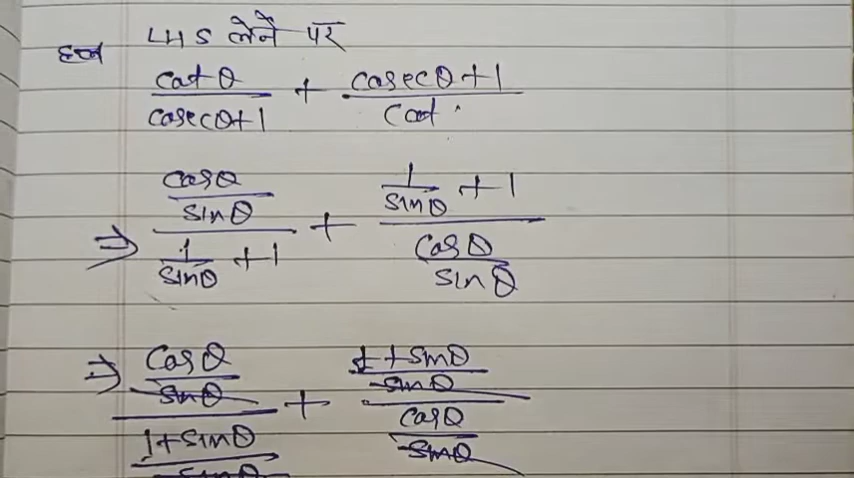 LHS लेने पर
हल
cotθ/cosecθ+1 + cosecθ+1/cot
⇒ cosθ/sinθ / 1/sinθ + 1 + 1/sinθ + 1 / cosθ/sinθ
⇒ cosθ/sinθ / 1+sinθ/sinθ + 1+sinθ/sinθ / cosθ/sinθ